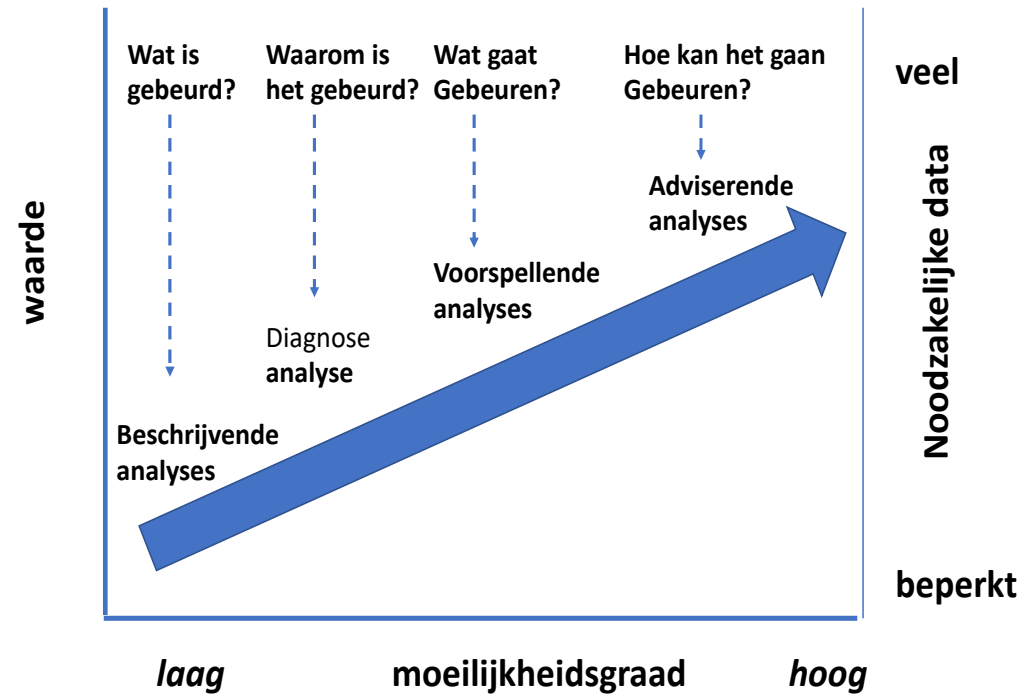 Wat is
gebeurd?
Waarom is
het gebeurd?
Wat gaat
Gebeuren?
Hoe kan het gaan
Gebeuren?
veel
waarde
Noodzakelijke data
Adviserende
analyses
Voorspellende
analyses
Diagnose
analyse
Beschrijvende
analyses
beperkt
laag
moeilijkheidsgraad
hoog